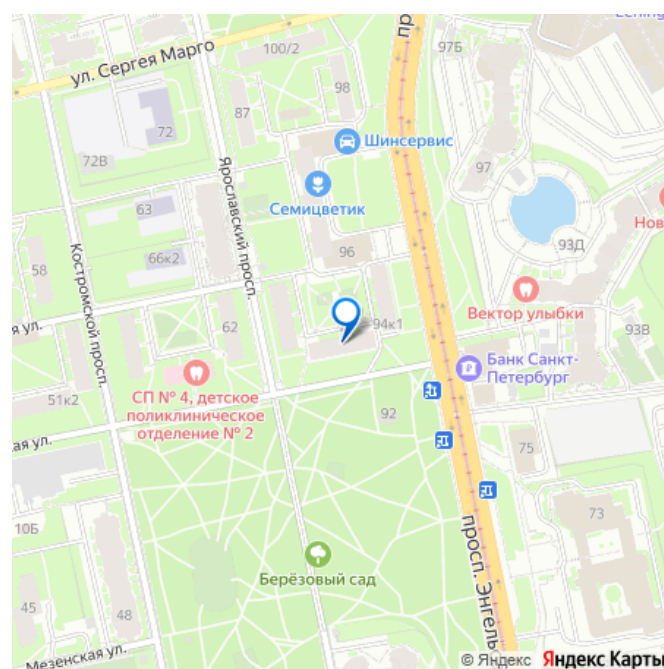 ул. Сергея Марго
100/2
98
97Б
пр
72
87
Шинсервис
72В
Ярославский просп.
97
Семицветик
63
Нов
58
Костромской просп.
66к2
96
93Д
Вектор улыбки
я ул.
62
94к1
93В
Банк Санкт-
Петербург
51к2
СП № 4, детское
поликлиническое
отделение № 2
92
ая ул.
75
10Б
просп. Энгель
73
Берёзовый сад
45
48
Мезенская ул.
© Яндекс Яндекс Карты